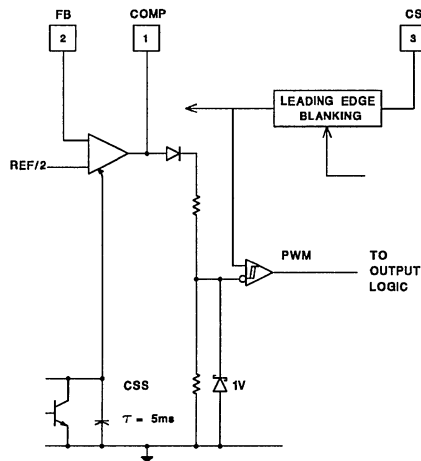 FB
COMP
CS
2
1
3
LEADING EDGE
BLANKING
REF/2
PWM
TO
OUTPUT
LOGIC
CSS
1V
τ = 5ms